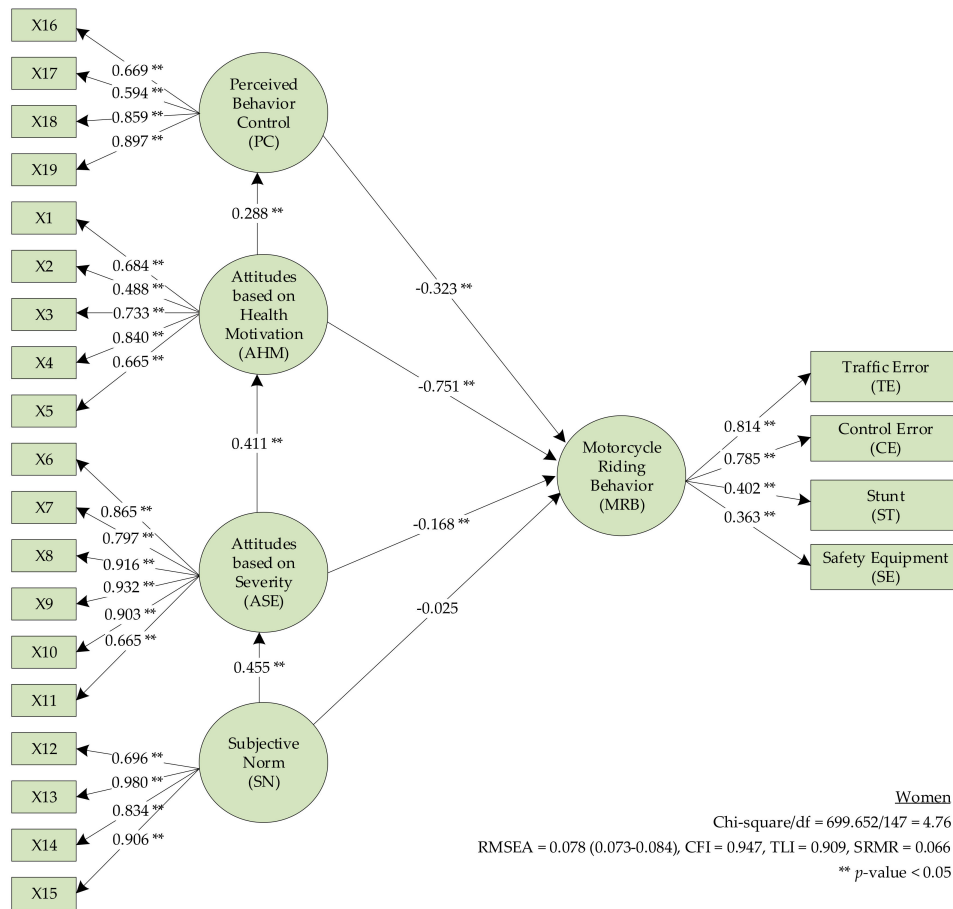 X16
X17
X18
X19
X1
X2
X3
X4
X5
X6
X7
X8
X9
X10
X11
X12
X13
X14
X15
0.669 **
0.594 **
0.859 **
0.897 **
Perceived
Behavior
Control
(PC)
0.288 **
0.684 **
0.488 **
0.733 **
0.840 **
0.665 **
Attitudes
based on
Health
Motivation
(AHM)
0.411 **
0.865 **
0.797 **
0.916 **
0.932 **
0.903 **
0.665 **
Attitudes
based on
Severity
(ASE)
0.455 **
0.696 **
0.980 **
0.834 **
0.906 **
Subjective
Norm
(SN)
-0.323 **
-0.751 **
-0.168 **
-0.025
Motorcycle
Riding
Behavior
(MRB)
0.814 **
0.785 **
0.402 **
0.363 **
Traffic Error
(TE)
Control Error
(CE)
Stunt
(ST)
Safety Equipment
(SE)
Women
Chi-square/df = 699.652/147 = 4.76
RMSEA = 0.078 (0.073-0.084), CFI = 0.947, TLI = 0.909, SRMR = 0.066
** p-value < 0.05